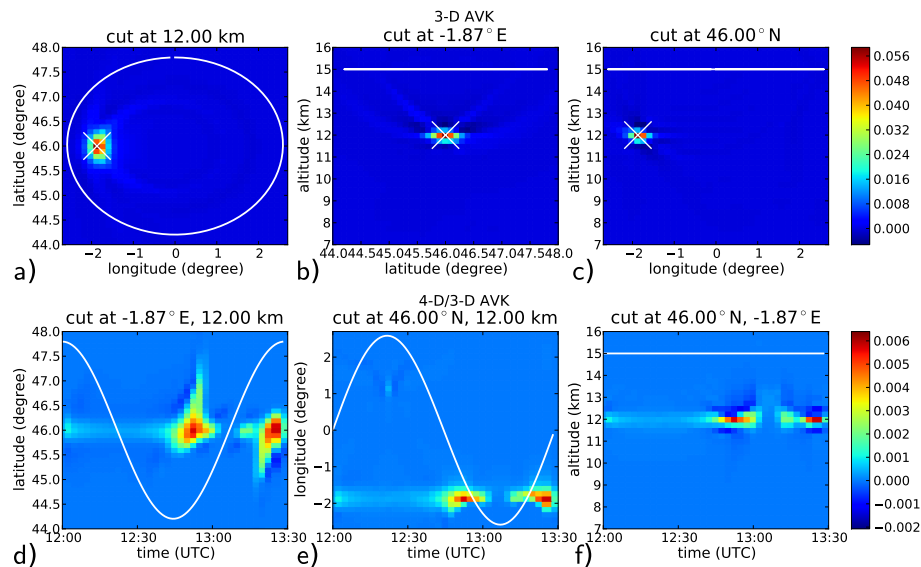 3-D AVK
cut at 12.00 km
cut at -1.87°E
cut at 46.00°N
latitude (degree)
48.0
47.5
47.0
46.5
46.0
45.5
45.0
44.5
44.0
−2 −1 0 1 2
longitude (degree)
a)
altitude (km)
16
15
14
13
12
11
10
9
8
7
44.044.545.045.546.046.547.047.548.0
latitude (degree)
b)
altitude (km)
16
15
14
13
12
11
10
9
8
7
−2 −1 0 1 2
longitude (degree)
c)
0.056
0.048
0.040
0.032
0.024
0.016
0.008
0.000
4-D/3-D AVK
cut at -1.87°E, 12.00 km
cut at 46.00°N, 12.00 km
cut at 46.00°N, -1.87°E
latitude (degree)
48.0
47.5
47.0
46.5
46.0
45.5
45.0
44.5
44.0
12:00 12:30 13:00 13:30
time (UTC)
d)
longitude (degree)
2
1
0
−1
−2
12:00 12:30 13:00 13:30
time (UTC)
e)
altitude (km)
16
15
14
13
12
11
10
9
8
7
12:00 12:30 13:00 13:30
time (UTC)
f)
0.006
0.005
0.004
0.003
0.002
0.001
0.000
−0.001
−0.002